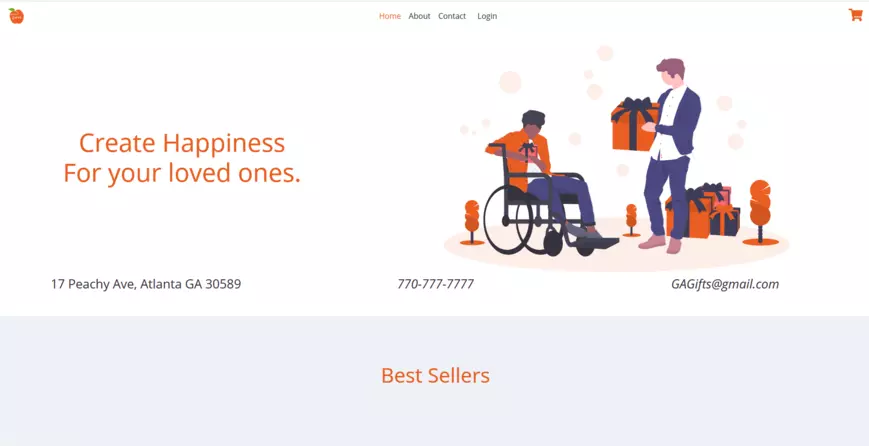 Home About Contact Login
Create Happiness
For your loved ones.
17 Peachy Ave, Atlanta GA 30589 770-777-7777 GAGifts@gmail.com
Best Sellers